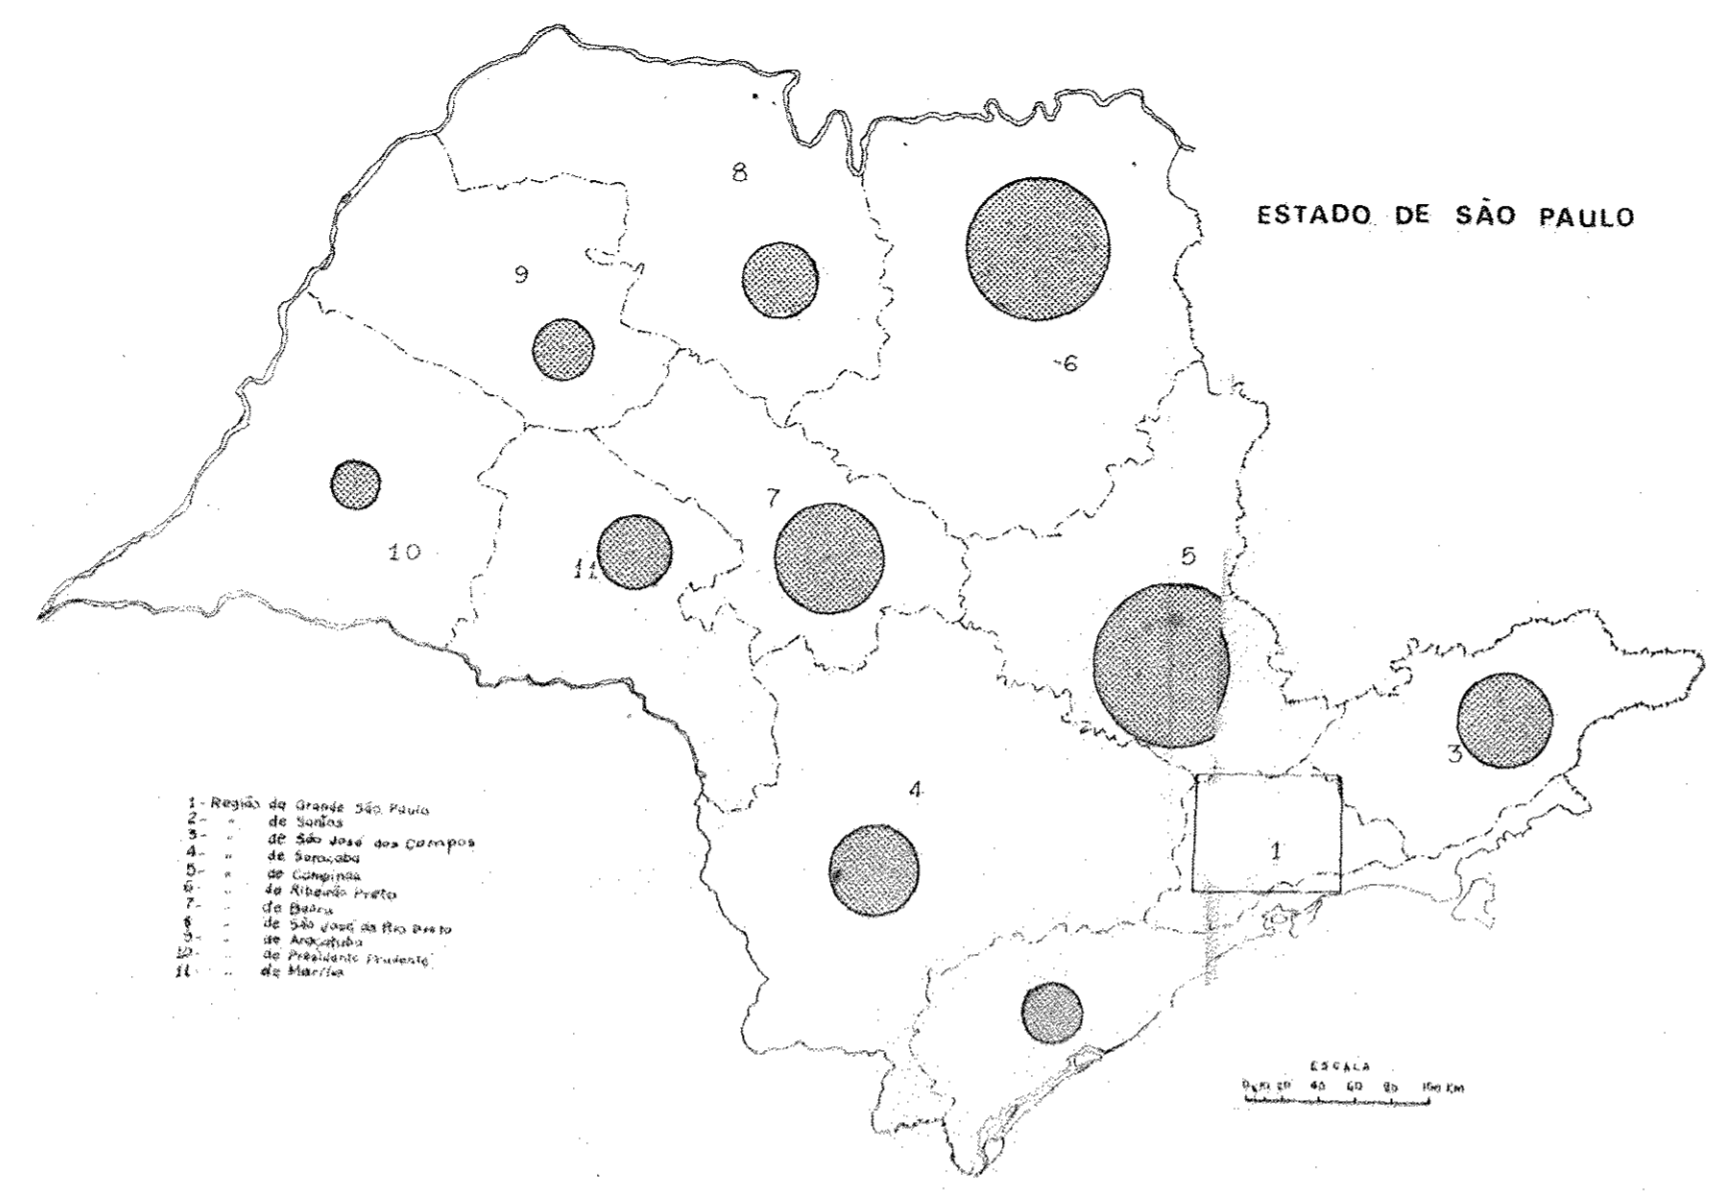 8
ESTADO DE SÃO PAULO
9
-6
7
10
11
5
3
4
1
1- Região da Grande São Paulo
2- " de Santos
3- " de São José dos Campos
4- " de Sorocaba
5- " de Campinas
6- " de Ribeirão Preto
7- " de Bauru
8 " de São José do Rio Preto
9- " de Araçatuba
10- " de Presidente Prudente
11- " de Marília
ESCALA
0 10 20 40 60 80 100 Km